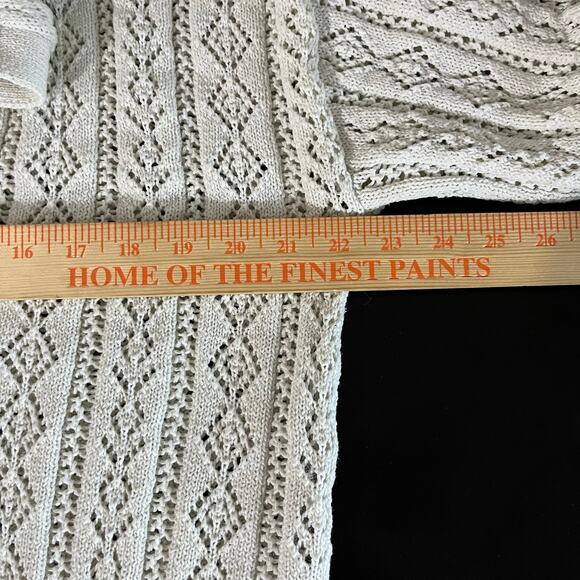 16 17 18 19 20 21 22 23 24 25 26
HOME OF THE FINEST PAINTS